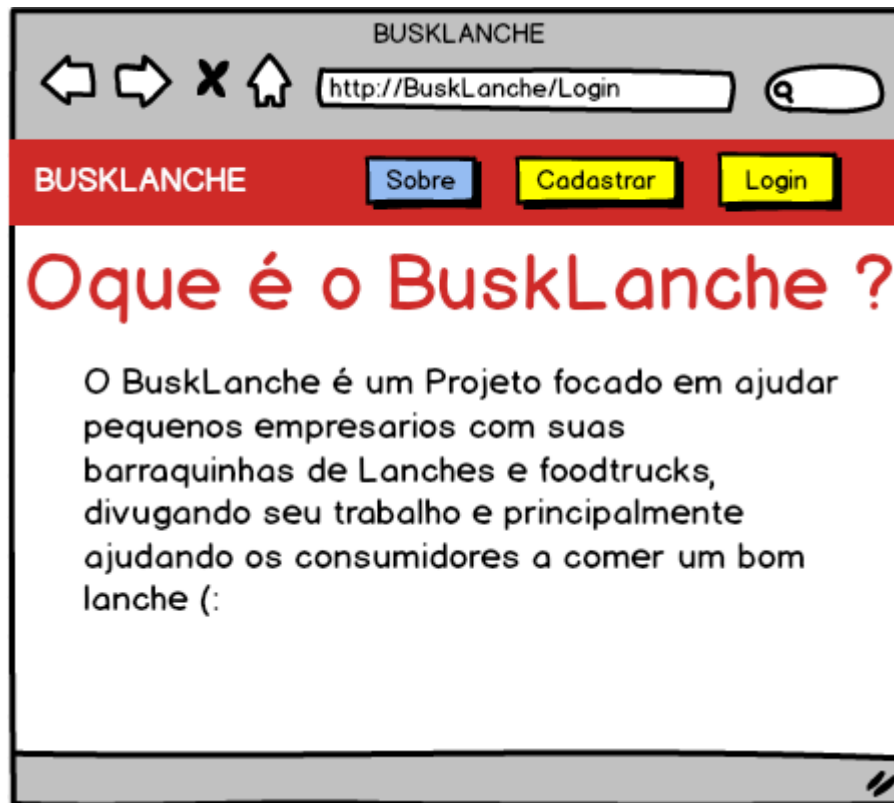 BUSKLANCHE
http://BuskLanche/Login
BUSKLANCHE Sobre Cadastrar Login
Oque é o BuskLanche ?
O BuskLanche é um Projeto focado em ajudar
pequenos empresarios com suas
barraquinhas de Lanches e foodtrucks,
divugando seu trabalho e principalmente
ajudando os consumidores a comer um bom
lanche (: